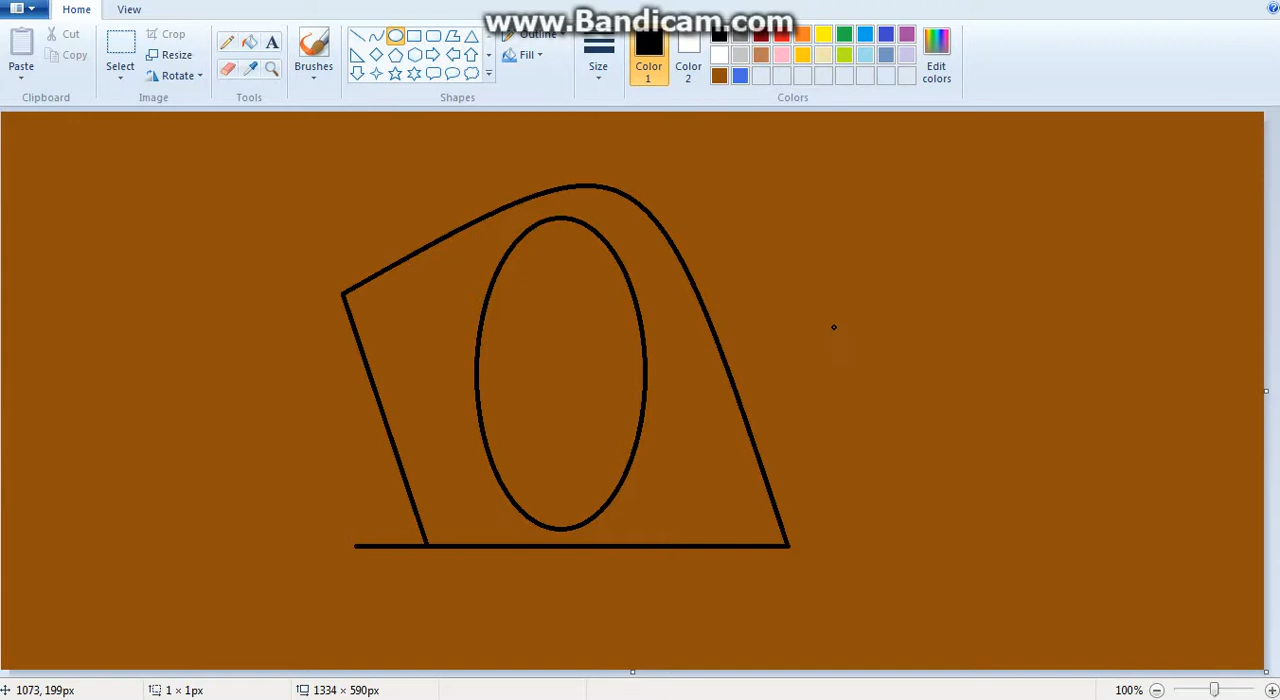 Home View
www.Bandicam.com
Paste
Cut
Copy
Clipboard
Select
Crop
Resize
Rotate
Image
A
Tools
Brushes
Outline
Fill
Shapes
Size
Color 1
Color 2
Edit colors
Colors
1073, 199px
1 × 1px
1334 × 590px
100%